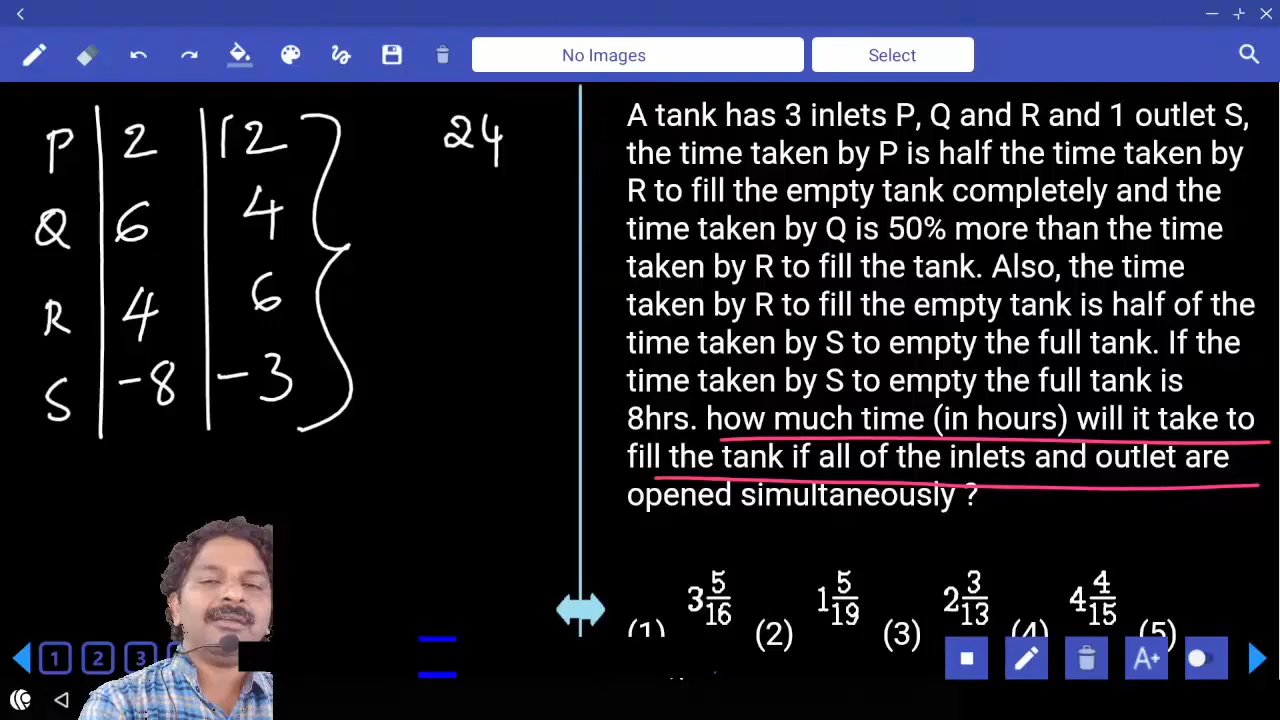 No Images
Select
P 2 12 24
Q 6 4
R 4 6
S -8 -3
A tank has 3 inlets P, Q and R and 1 outlet S,
the time taken by P is half the time taken by
R to fill the empty tank completely and the
time taken by Q is 50% more than the time
taken by R to fill the tank. Also, the time
taken by R to fill the empty tank is half of the
time taken by S to empty the full tank. If the
time taken by S to empty the full tank is
8hrs. how much time (in hours) will it take to
fill the tank if all of the inlets and outlet are
opened simultaneously ?
(1) 3 5/16 (2) 1 5/19 (3) 2 3/13 (4) 4 4/15 (5)
1 2 3
A+